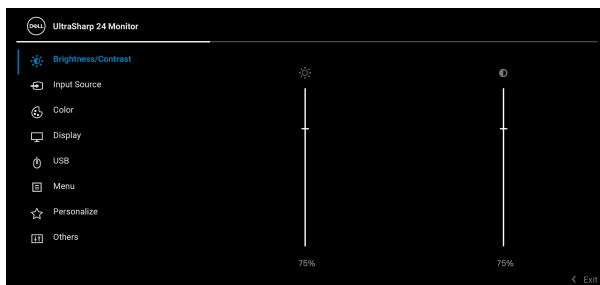 DELL UltraSharp 24 Monitor
Brightness/Contrast
Input Source
Color
Display
USB
Menu
Personalize
Others
75% 75%
Exit